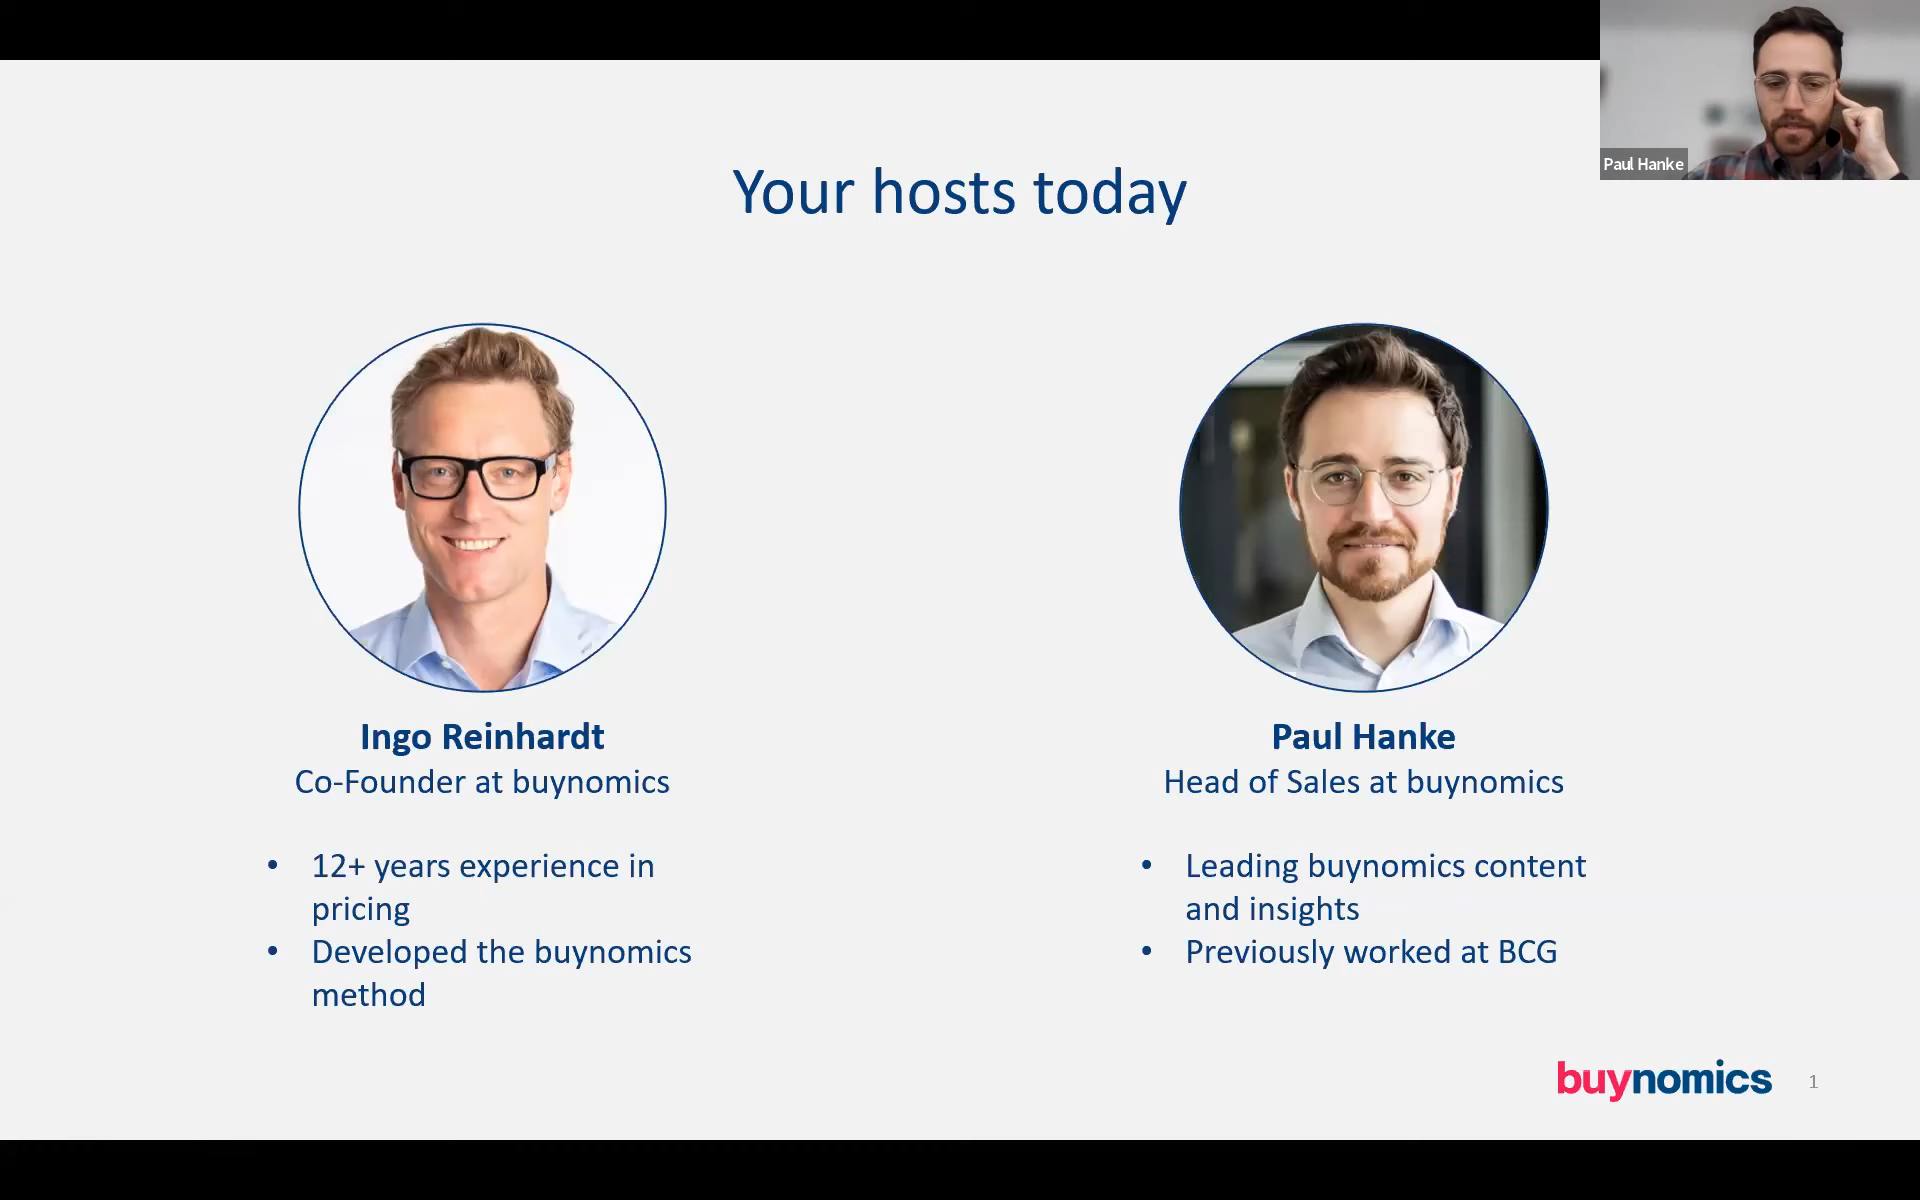 Paul Hanke
Your hosts today
Ingo Reinhardt
Co-Founder at buynomics
• 12+ years experience in
pricing
• Developed the buynomics
method
Paul Hanke
Head of Sales at buynomics
• Leading buynomics content
and insights
• Previously worked at BCG
buynomics
1